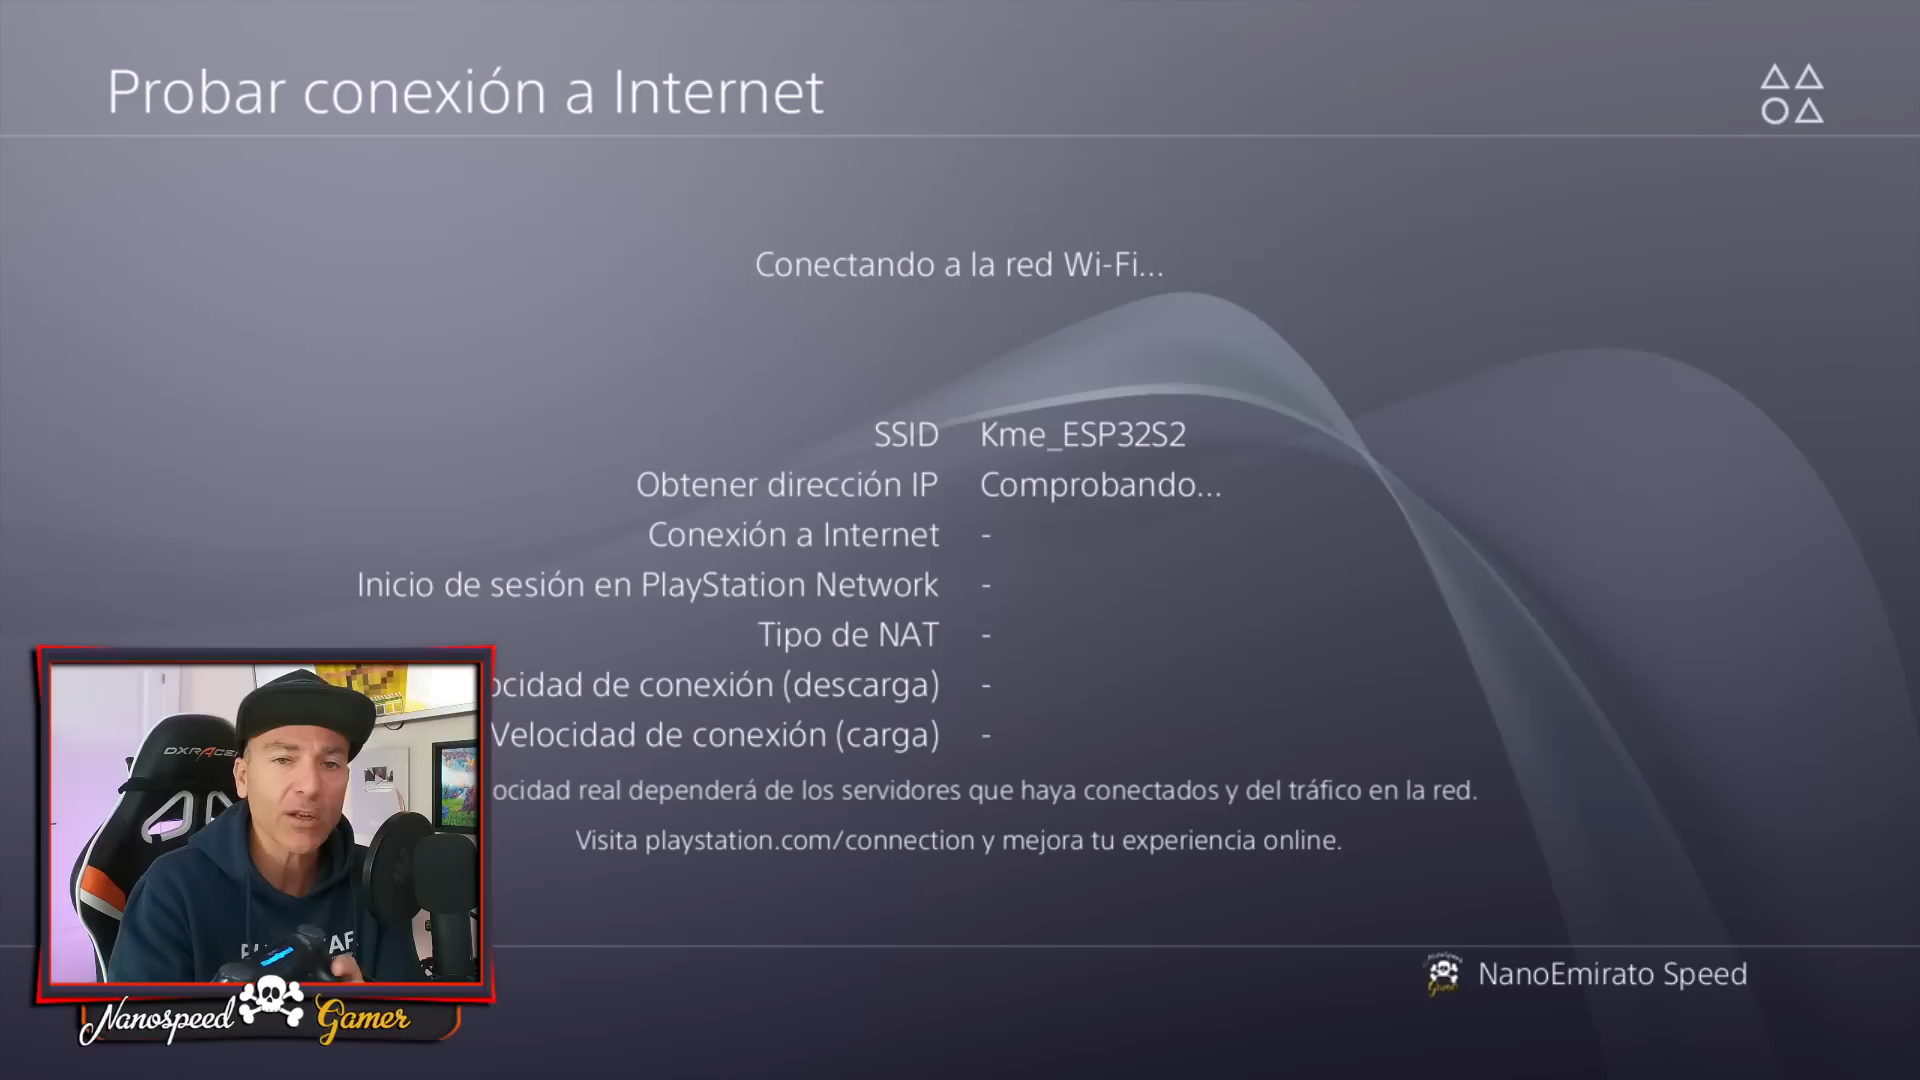 Probar conexión a Internet
Conectando a la red Wi-Fi...
SSID Kme_ESP32S2
Obtener dirección IP Comprobando...
Conexión a Internet -
Inicio de sesión en PlayStation Network -
Tipo de NAT -
ocidad de conexión (descarga) -
Velocidad de conexión (carga) -
ocidad real dependerá de los servidores que haya conectados y del tráfico en la red.
Visita playstation.com/connection y mejora tu experiencia online.
DXRACER
NanoEmirato Speed
Nanospeed Gamer